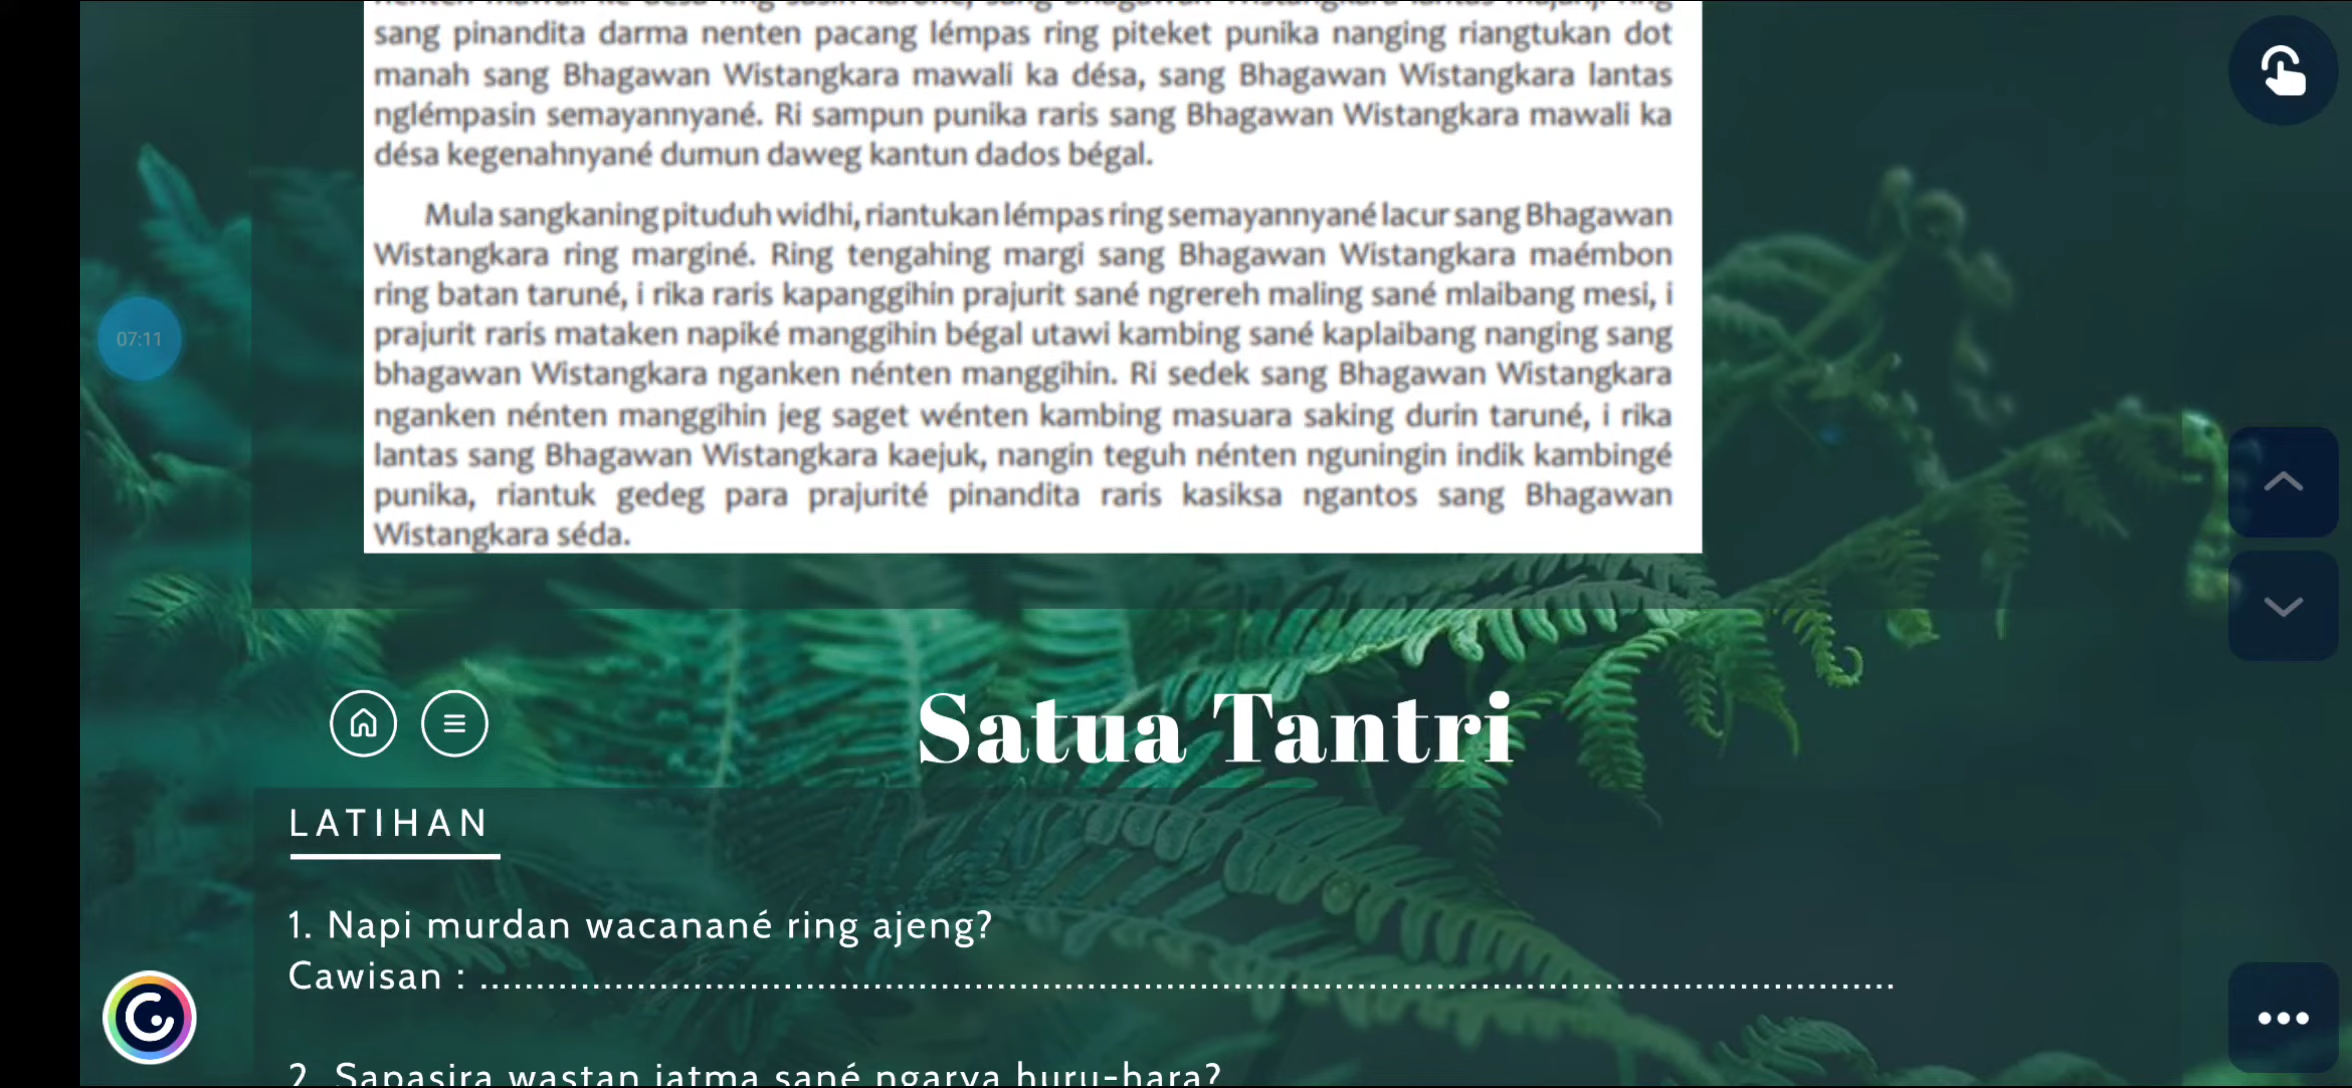 sang pinandita darma nenten pacang lémpas ring piteket punika nanging riangtukan dot
manah sang Bhagawan Wistangkara mawali ka désa, sang Bhagawan Wistangkara lantas
nglémpasin semayannyané. Ri sampun punika raris sang Bhagawan Wistangkara mawali ka
désa kegenahnyané dumun daweg kantun dados bégal.
Mula sangkaning pituduh widhi, riantukan lémpas ring semayannyané lacur sang Bhagawan
Wistangkara ring marginé. Ring tengahing margi sang Bhagawan Wistangkara maémbon
ring batan taruné, i rika raris kapanggihin prajurit sané ngrereh maling sané mlaibang mesi, i
prajurit raris mataken napiké manggihin bégal utawi kambing sané kaplaibang nanging sang
bhagawan Wistangkara nganken nénten manggihin. Ri sedek sang Bhagawan Wistangkara
nganken nénten manggihin jeg saget wénten kambing masuara saking durin taruné, i rika
lantas sang Bhagawan Wistangkara kaejuk, nangin teguh nénten nguningin indik kambingé
punika, riantuk gedeg para prajurité pinandita raris kasiksa ngantos sang Bhagawan
Wistangkara séda.
07:11
Satua Tantri
LATIHAN
1. Napi murdan wacanané ring ajeng?
Cawisan : ........................................................................
2. Sapasira wastan jatma sané ngarya huru-hara?